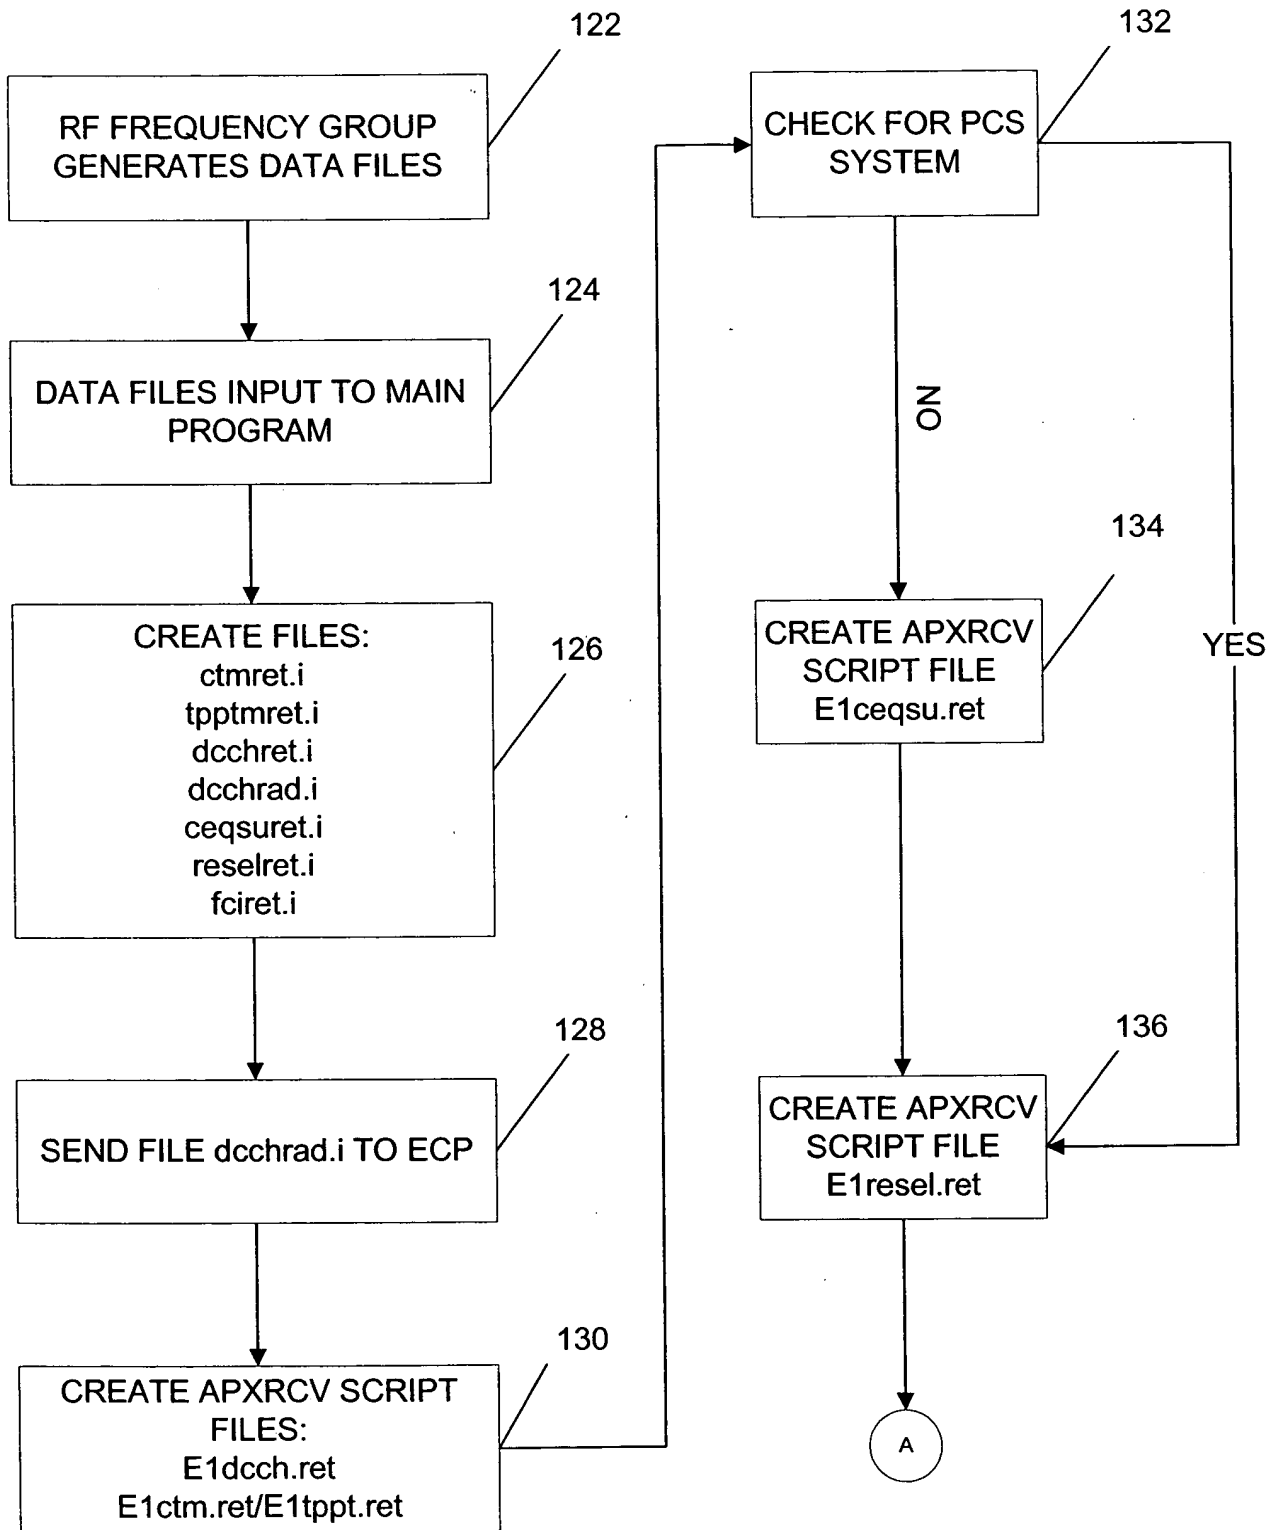 122
RF FREQUENCY GROUP
GENERATES DATA FILES
124
DATA FILES INPUT TO MAIN
PROGRAM
126
CREATE FILES:
ctmret.i
tpptmret.i
dcchret.i
dcchrad.i
ceqsuret.i
reselret.i
fciret.i
128
SEND FILE dcchrad.i TO ECP
130
CREATE APXRCV SCRIPT
FILES:
E1dcch.ret
E1ctm.ret/E1tppt.ret
132
CHECK FOR PCS
SYSTEM
NO
YES
134
CREATE APXRCV
SCRIPT FILE
E1ceqsu.ret
136
CREATE APXRCV
SCRIPT FILE
E1resel.ret
A